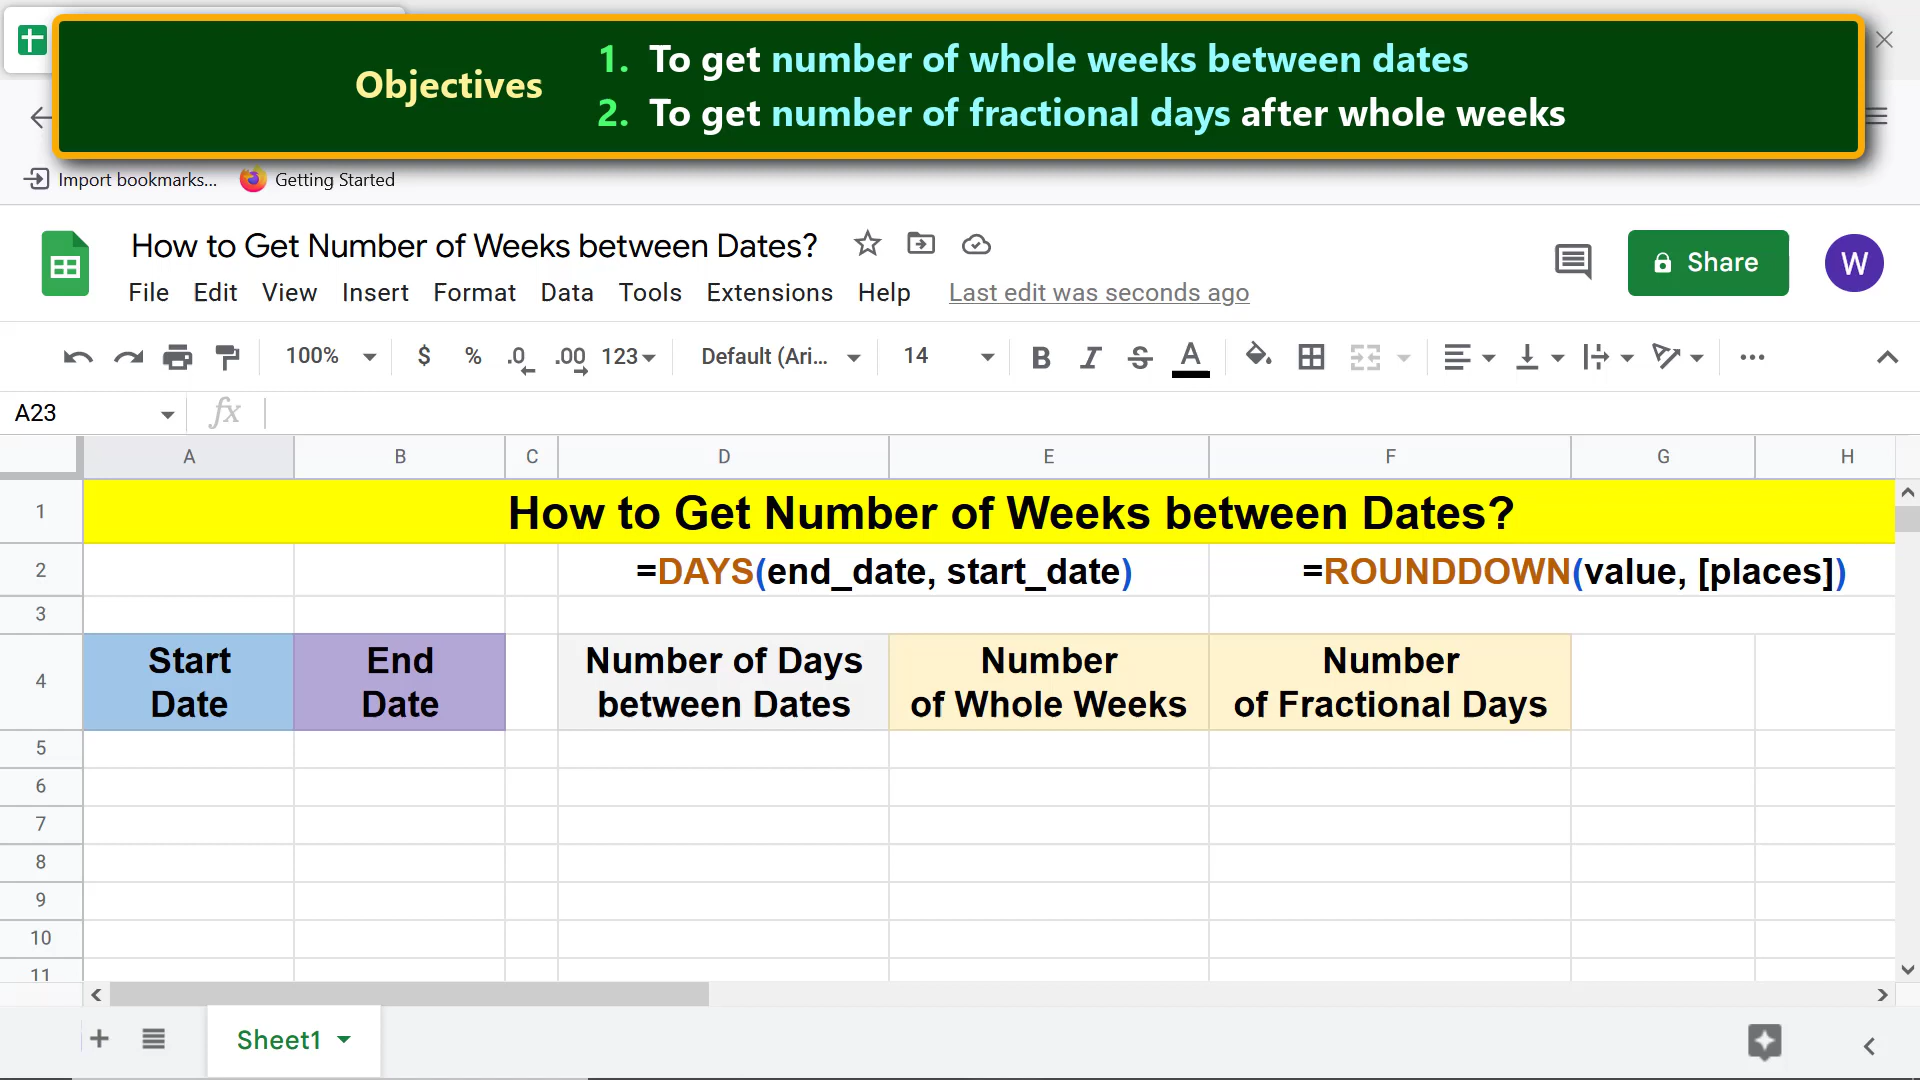 Objectives
1. To get number of whole weeks between dates
2. To get number of fractional days after whole weeks
Import bookmarks...
Getting Started
How to Get Number of Weeks between Dates?
Share
W
File Edit View Insert Format Data Tools Extensions Help Last edit was seconds ago
100% $ % .0 .00 123 Default (Ari... 14 B I S A
A23 fx
A B C D E F G H
1 How to Get Number of Weeks between Dates?
2 =DAYS(end_date, start_date) =ROUNDDOWN(value, [places])
3
4
Start
Date
End
Date
Number of Days
between Dates
Number
of Whole Weeks
Number
of Fractional Days
5
6
7
8
9
10
11
Sheet1